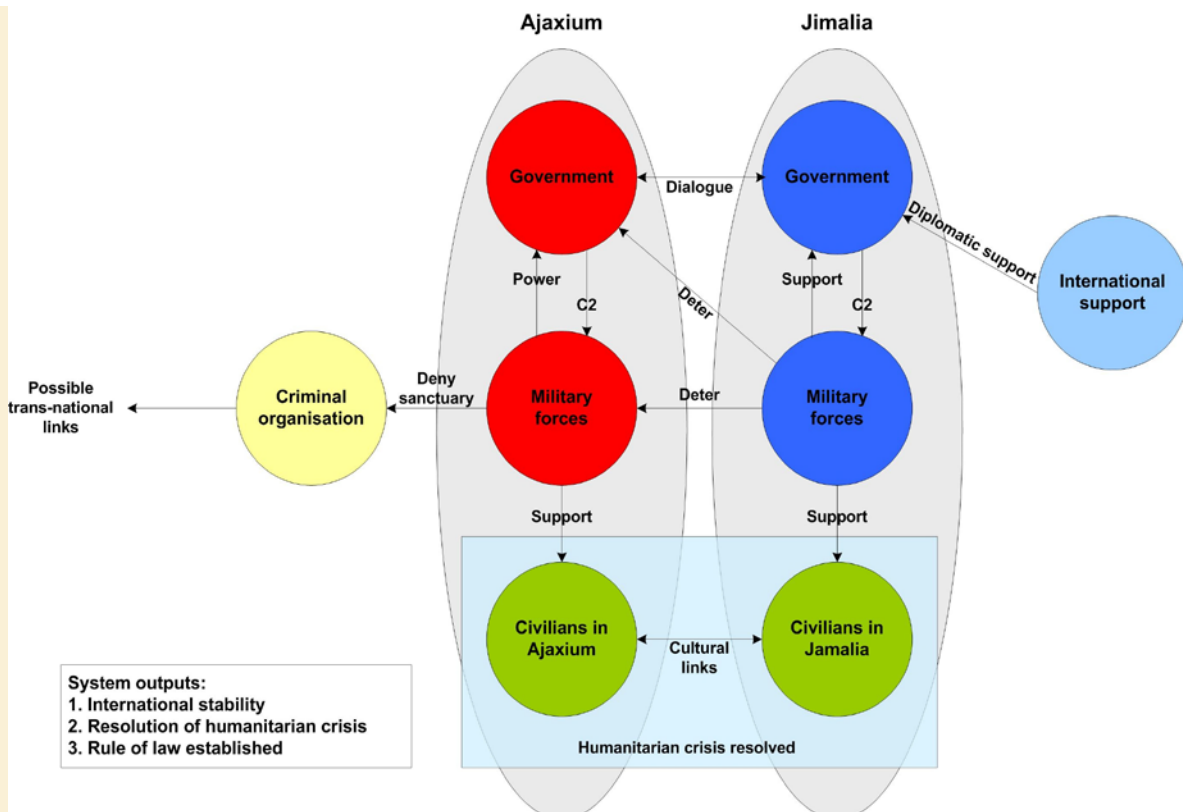 Ajaxium
Jimalia
Government
Dialogue
Government
Diplomatic support
International
support
Power
C2
Deter
Support
C2
Possible
trans-national
links
Criminal
organisation
Deny
sanctuary
Military
forces
Deter
Military
forces
Support
Support
Civilians in
Ajaxium
Cultural
links
Civilians in
Jamalia
Humanitarian crisis resolved
System outputs:
1. International stability
2. Resolution of humanitarian crisis
3. Rule of law established